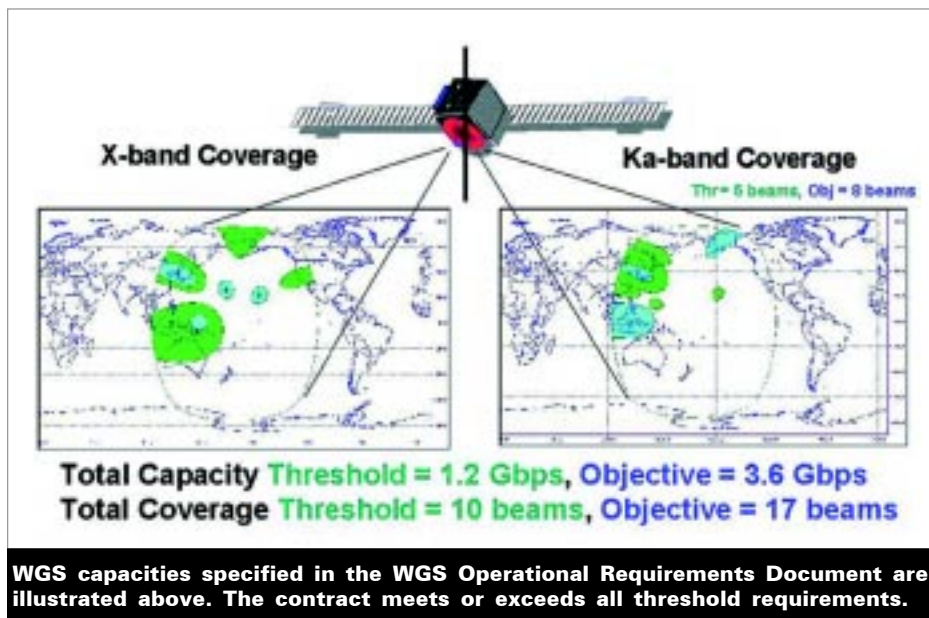 X-band Coverage
Ka-band Coverage
Thr = 5 beams, Obj = 8 beams
Total Capacity Threshold = 1.2 Gbps, Objective = 3.6 Gbps
Total Coverage Threshold = 10 beams, Objective = 17 beams
WGS capacities specified in the WGS Operational Requirements Document are
illustrated above. The contract meets or exceeds all threshold requirements.